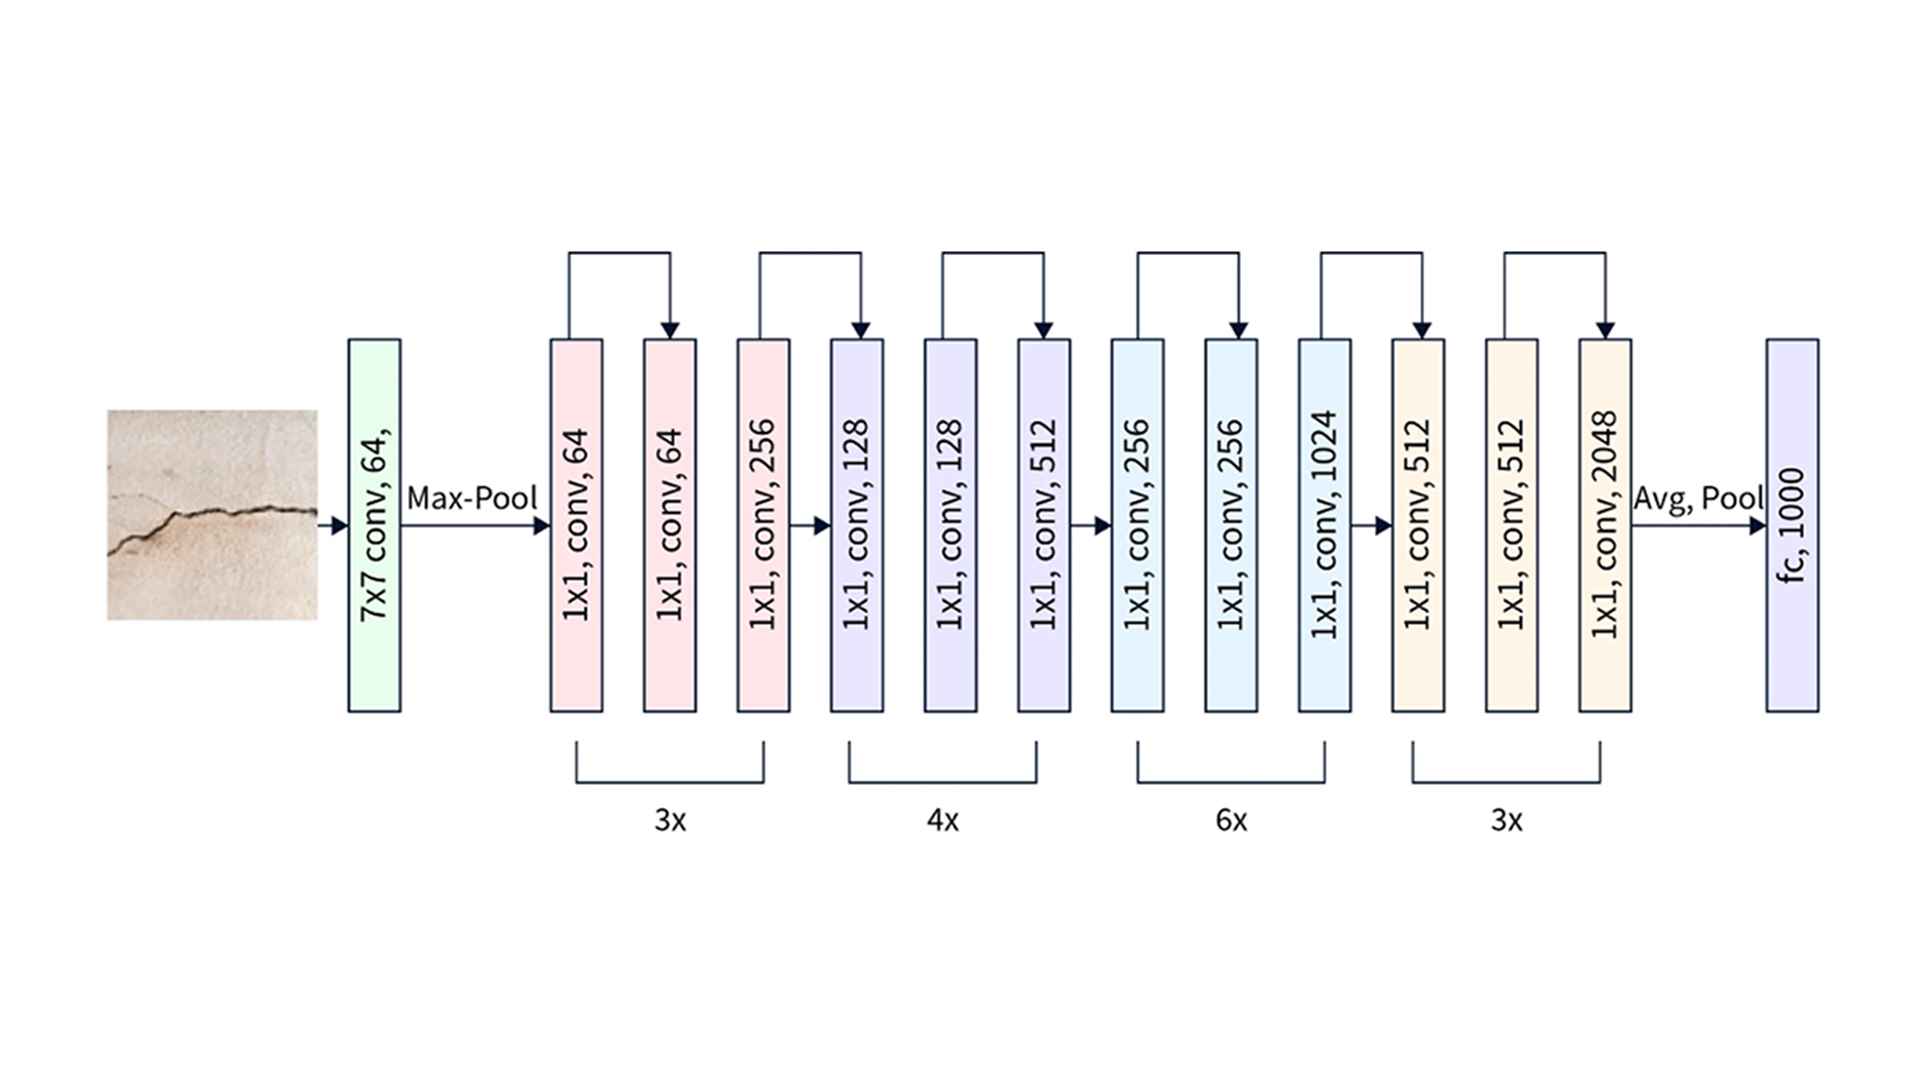 7x7 conv, 64,
Max-Pool
1x1, conv, 64
1x1, conv, 64
1x1, conv, 256
1x1, conv, 128
1x1, conv, 128
1x1, conv, 512
1x1, conv, 256
1x1, conv, 256
1x1, conv, 1024
1x1, conv, 512
1x1, conv, 512
1x1, conv, 2048
Avg, Pool
fc, 1000
3x
4x
6x
3x